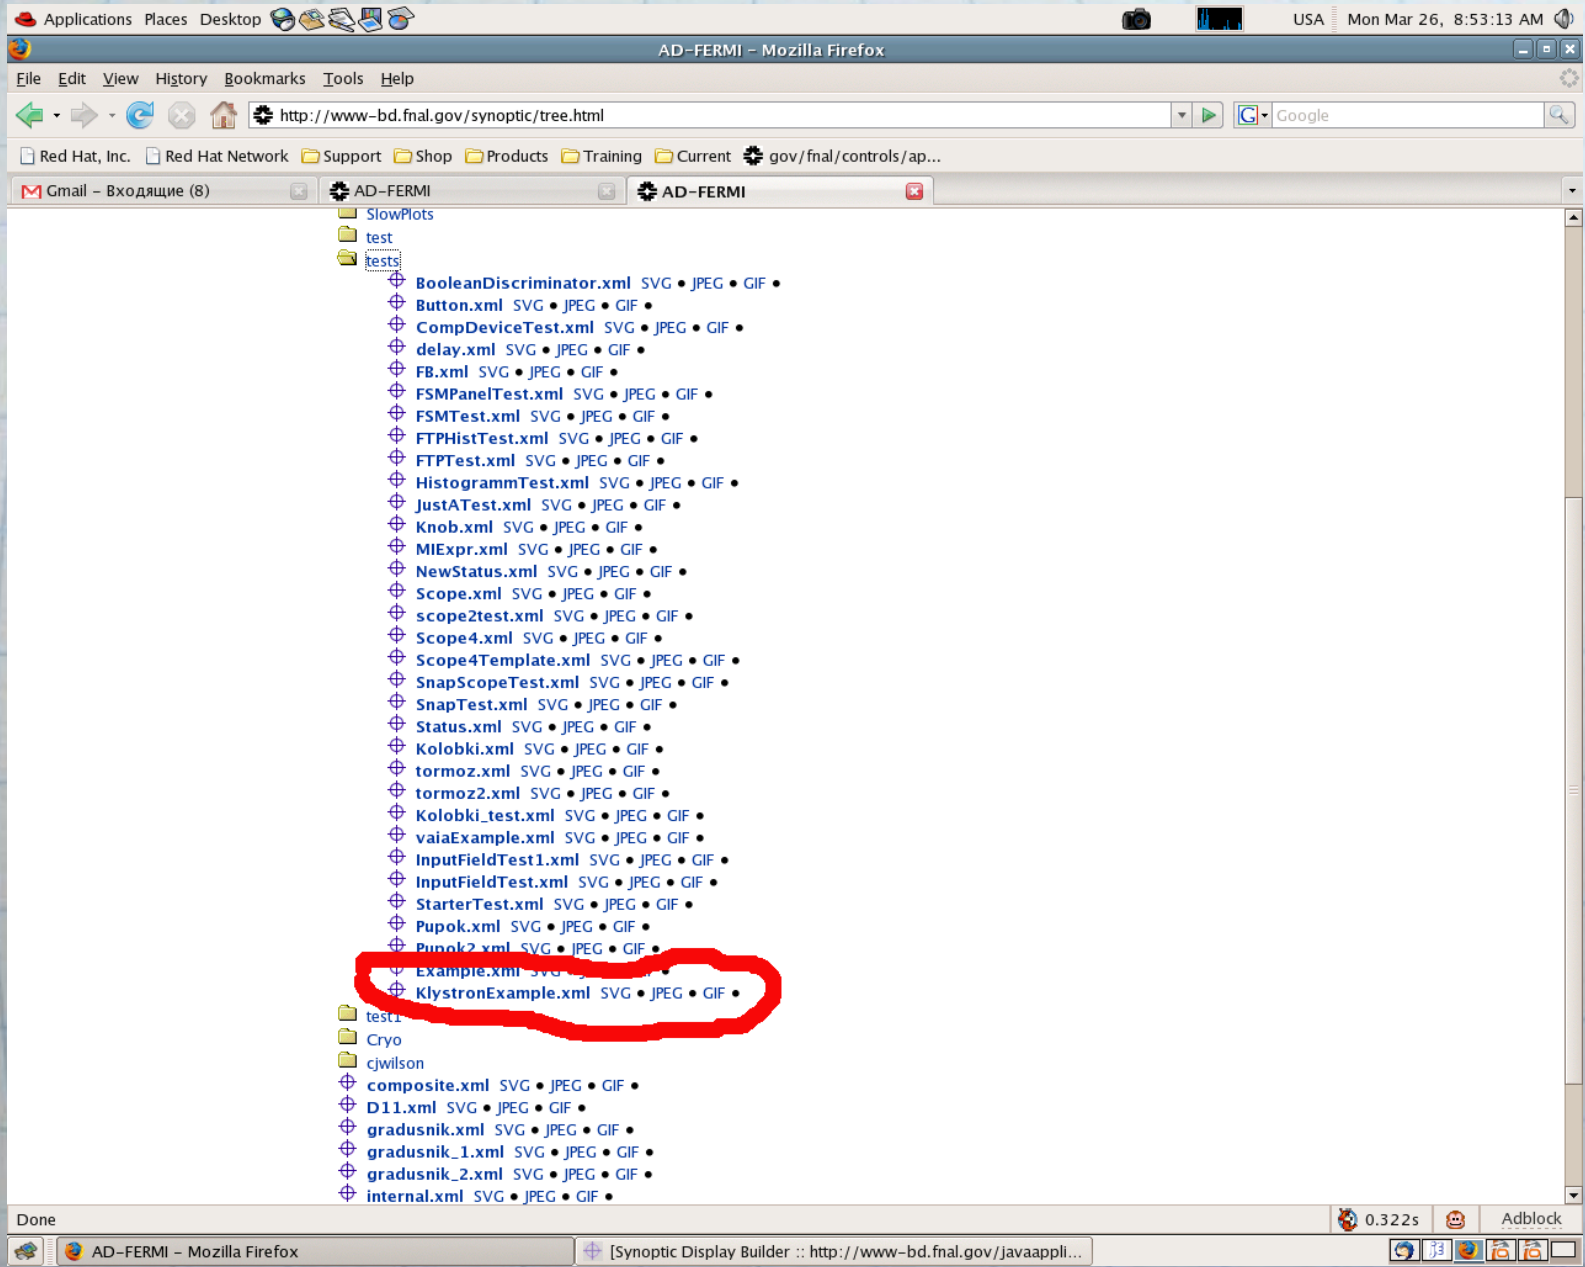 Applications Places Desktop USA Mon Mar 26, 8:53:13 AM
AD-FERMI - Mozilla Firefox
File Edit View History Bookmarks Tools Help
http://www-bd.fnal.gov/synoptic/tree.html G Google
Red Hat, Inc. Red Hat Network Support Shop Products Training Current gov/fnal/controls/ap...
Gmail - Входящие (8) AD-FERMI AD-FERMI
SlowPlots
test
tests
BooleanDiscriminator.xml SVG • JPEG • GIF •
Button.xml SVG • JPEG • GIF •
CompDeviceTest.xml SVG • JPEG • GIF •
delay.xml SVG • JPEG • GIF •
FB.xml SVG • JPEG • GIF •
FSMPanelTest.xml SVG • JPEG • GIF •
FSMTest.xml SVG • JPEG • GIF •
FTPHistTest.xml SVG • JPEG • GIF •
FTPTest.xml SVG • JPEG • GIF •
HistogrammTest.xml SVG • JPEG • GIF •
JustATest.xml SVG • JPEG • GIF •
Knob.xml SVG • JPEG • GIF •
MIExpr.xml SVG • JPEG • GIF •
NewStatus.xml SVG • JPEG • GIF •
Scope.xml SVG • JPEG • GIF •
scope2test.xml SVG • JPEG • GIF •
Scope4.xml SVG • JPEG • GIF •
Scope4Template.xml SVG • JPEG • GIF •
SnapScopeTest.xml SVG • JPEG • GIF •
SnapTest.xml SVG • JPEG • GIF •
Status.xml SVG • JPEG • GIF •
Kolobki.xml SVG • JPEG • GIF •
tormoz.xml SVG • JPEG • GIF •
tormoz2.xml SVG • JPEG • GIF •
Kolobki_test.xml SVG • JPEG • GIF •
vaiaExample.xml SVG • JPEG • GIF •
InputFieldTest1.xml SVG • JPEG • GIF •
InputFieldTest.xml SVG • JPEG • GIF •
StarterTest.xml SVG • JPEG • GIF •
Pupok.xml SVG • JPEG • GIF •
Pupok2.xml SVG • JPEG • GIF •
Example.xml SVG •
KlystronExample.xml SVG • JPEG • GIF •
test1
Cryo
cjwilson
composite.xml SVG • JPEG • GIF •
D11.xml SVG • JPEG • GIF •
gradusnik.xml SVG • JPEG • GIF •
gradusnik_1.xml SVG • JPEG • GIF •
gradusnik_2.xml SVG • JPEG • GIF •
internal.xml SVG • JPEG • GIF •
Done 0.322s Adblock
AD-FERMI - Mozilla Firefox [Synoptic Display Builder :: http://www-bd.fnal.gov/javaappli...